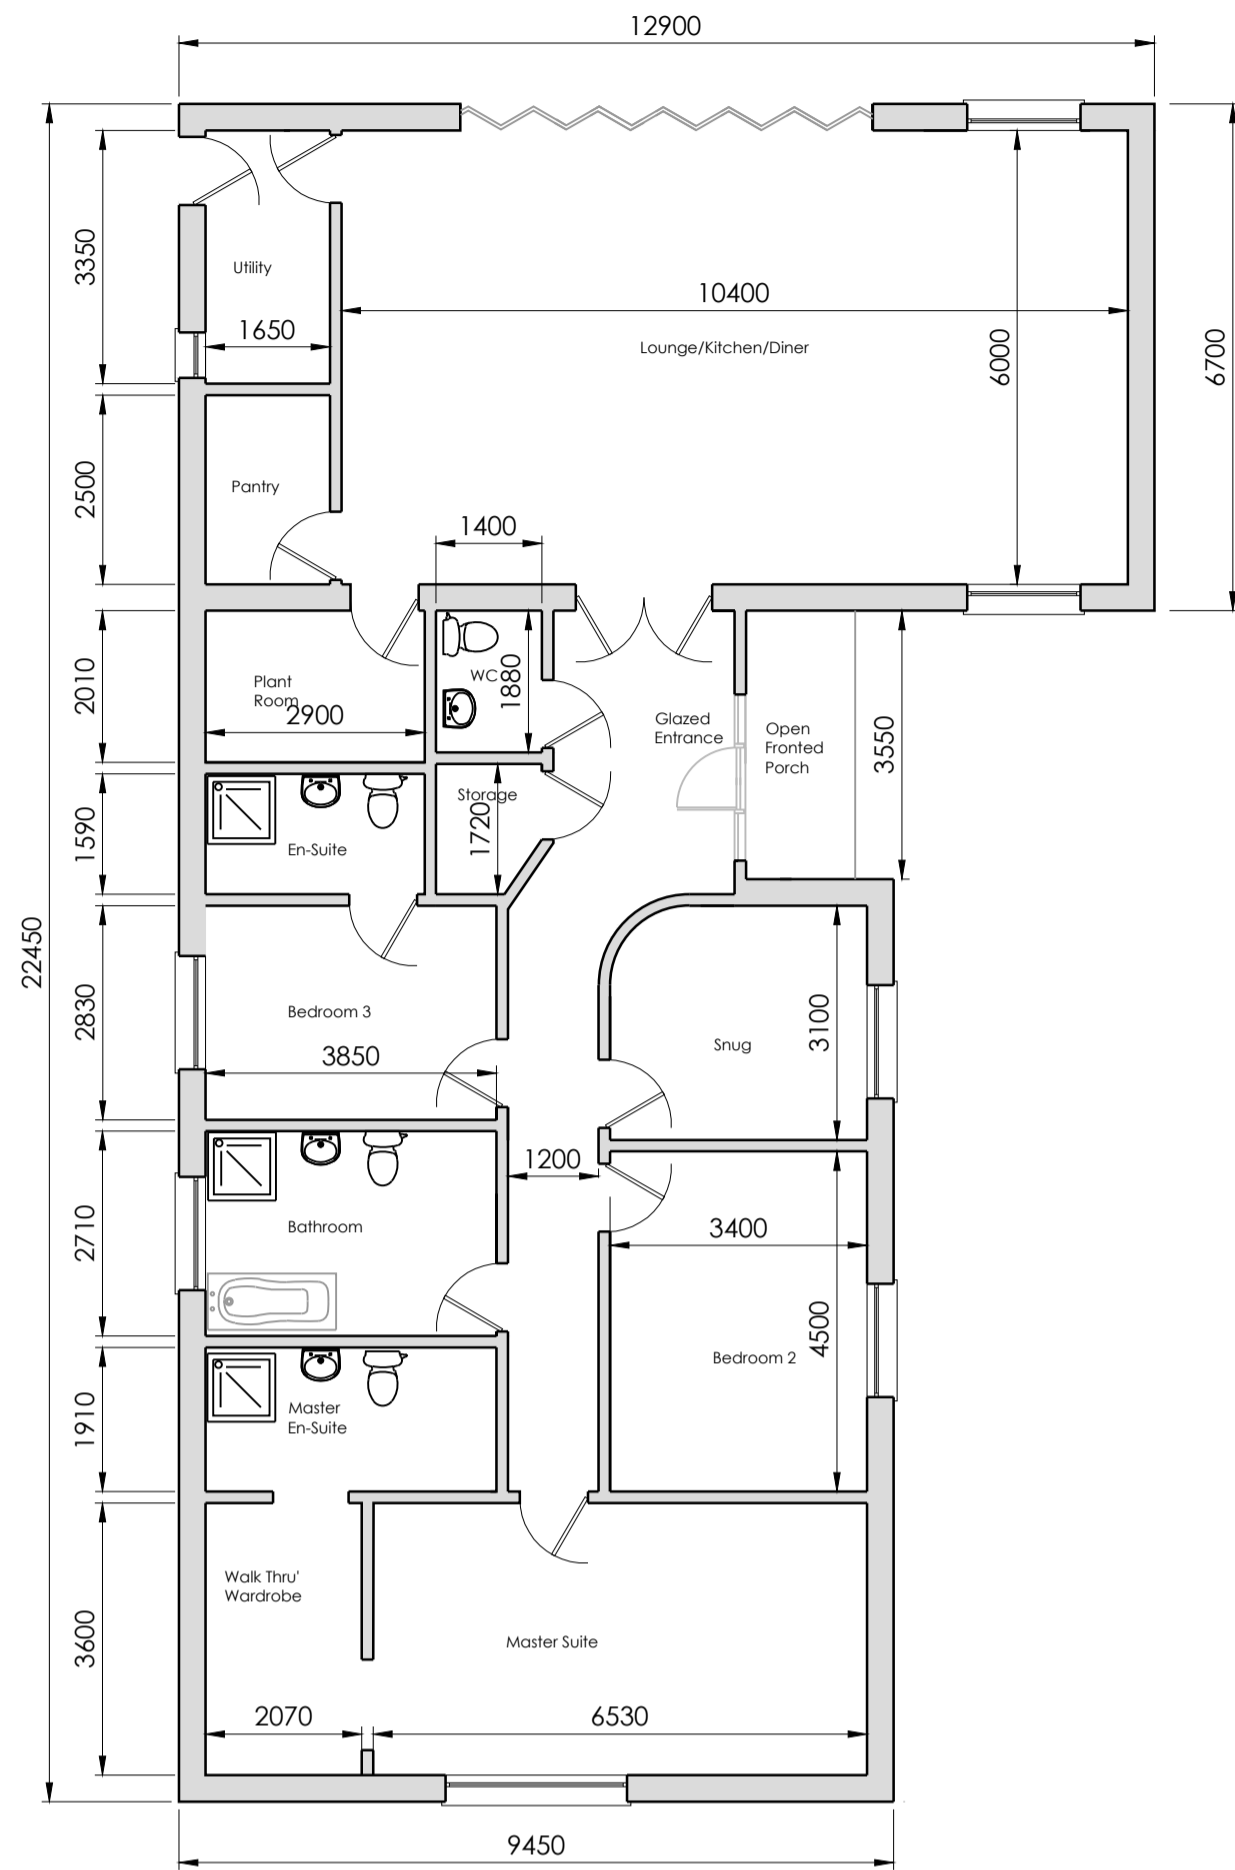 12900
3350
Utility
1650
10400
Lounge/Kitchen/Diner
6000
6700
2500
Pantry
1400
2010
Plant
Room
2900
WC
1880
Glazed
Entrance
Open
Fronted
Porch
3550
1590
En-Suite
Storage
1720
22450
2830
Bedroom 3
3850
Snug
3100
2710
Bathroom
1200
3400
4500
Bedroom 2
1910
Master
En-Suite
3600
Walk Thru'
Wardrobe
Master Suite
2070
6530
9450